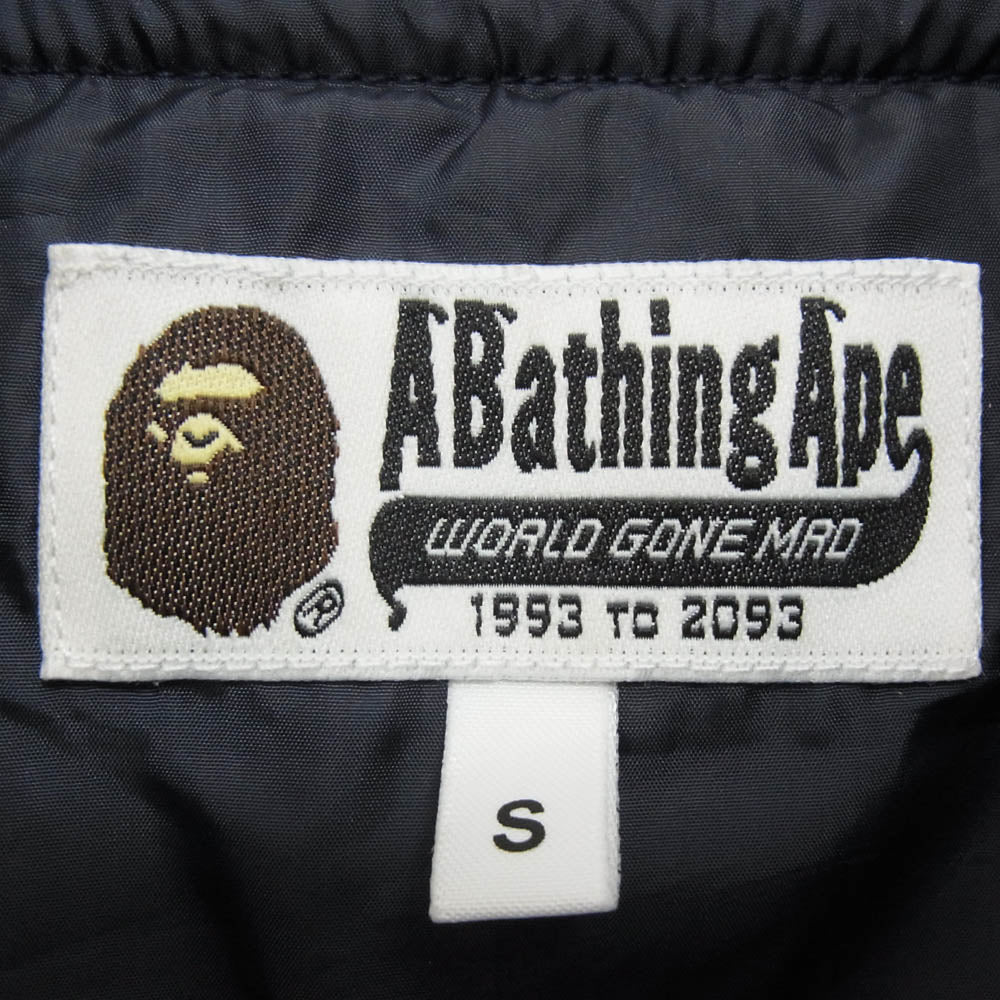 A Bathing Ape
WORLD GONE MAD
1993 TO 2093
®
S